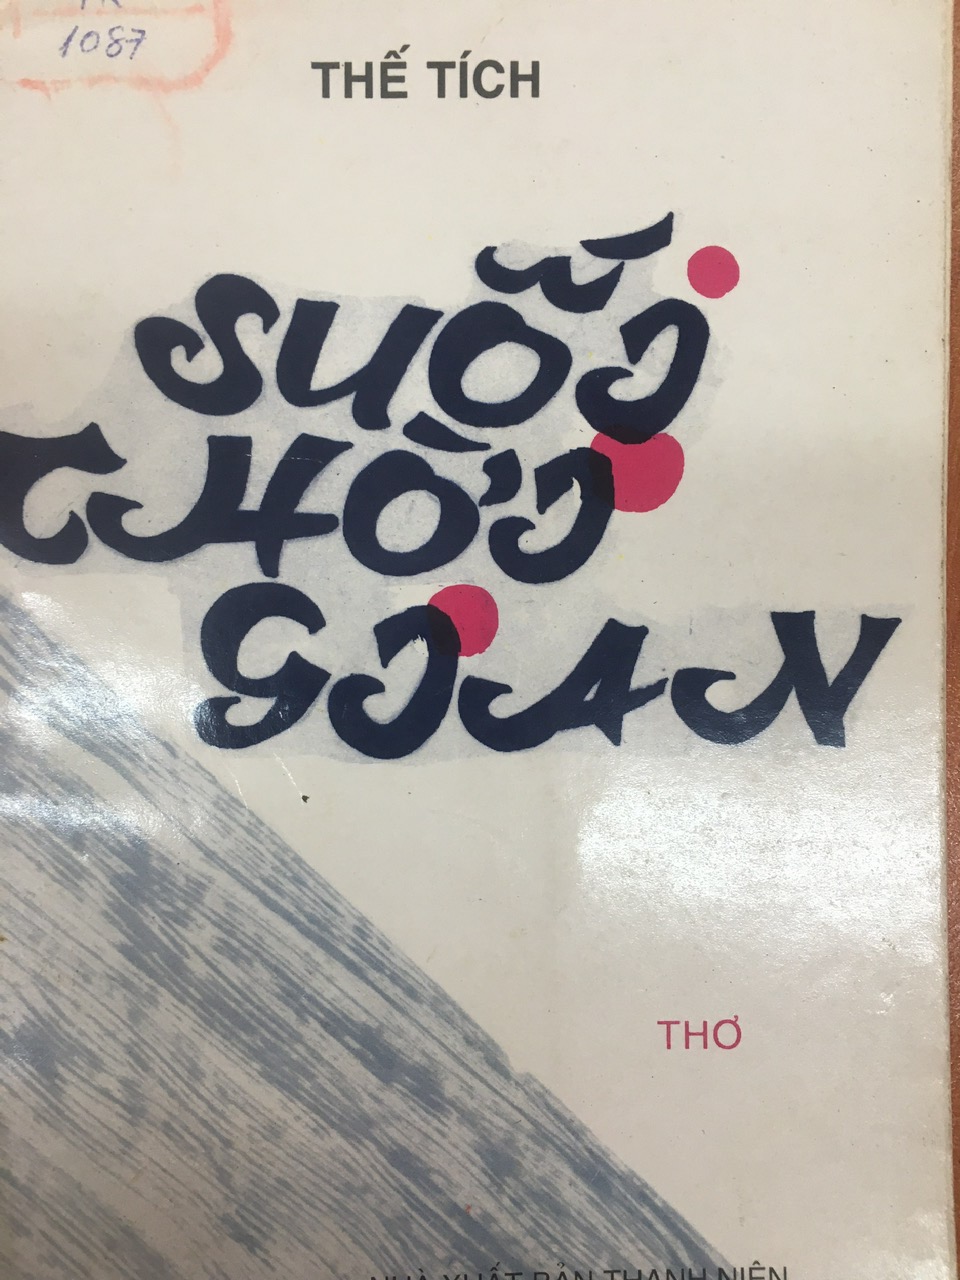 1087
THẾ TÍCH
SUỐI
THỜI
GIAN
THƠ
NHÀ XUẤT BẢN THANH NIÊN